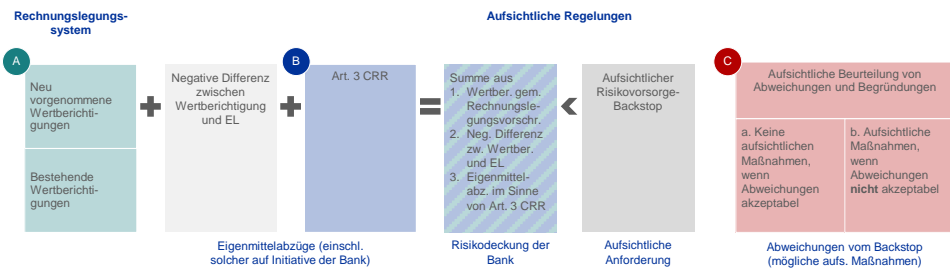 Rechnungslegungs-
system
Aufsichtliche Regelungen
A
Neu
vorgenommene
Wertberichti-
gungen
Bestehende
Wertberichti-
gungen
Negative Differenz
zwischen
Wertberichtigung
und EL
B
Art. 3 CRR
Eigenmittelabzüge (einschl.
solcher auf Initiative der Bank)
Summe aus
1. Wertber. gem.
Rechnungsle-
gungsvorschr.
2. Neg. Differenz
zw. Wertber.
und EL
3. Eigenmittel-
abz. im Sinne
von Art. 3 CRR
Risikodeckung der
Bank
Aufsichtlicher
Risikovorsorge-
Backstop
Aufsichtliche
Anforderung
C
Aufsichtliche Beurteilung von
Abweichungen und Begründungen
a. Keine
aufsichtlichen
Maßnahmen,
wenn
Abweichungen
akzeptabel
b. Aufsichtliche
Maßnahmen,
wenn
Abweichungen
nicht akzeptabel
Abweichungen vom Backstop
(mögliche aufs. Maßnahmen)